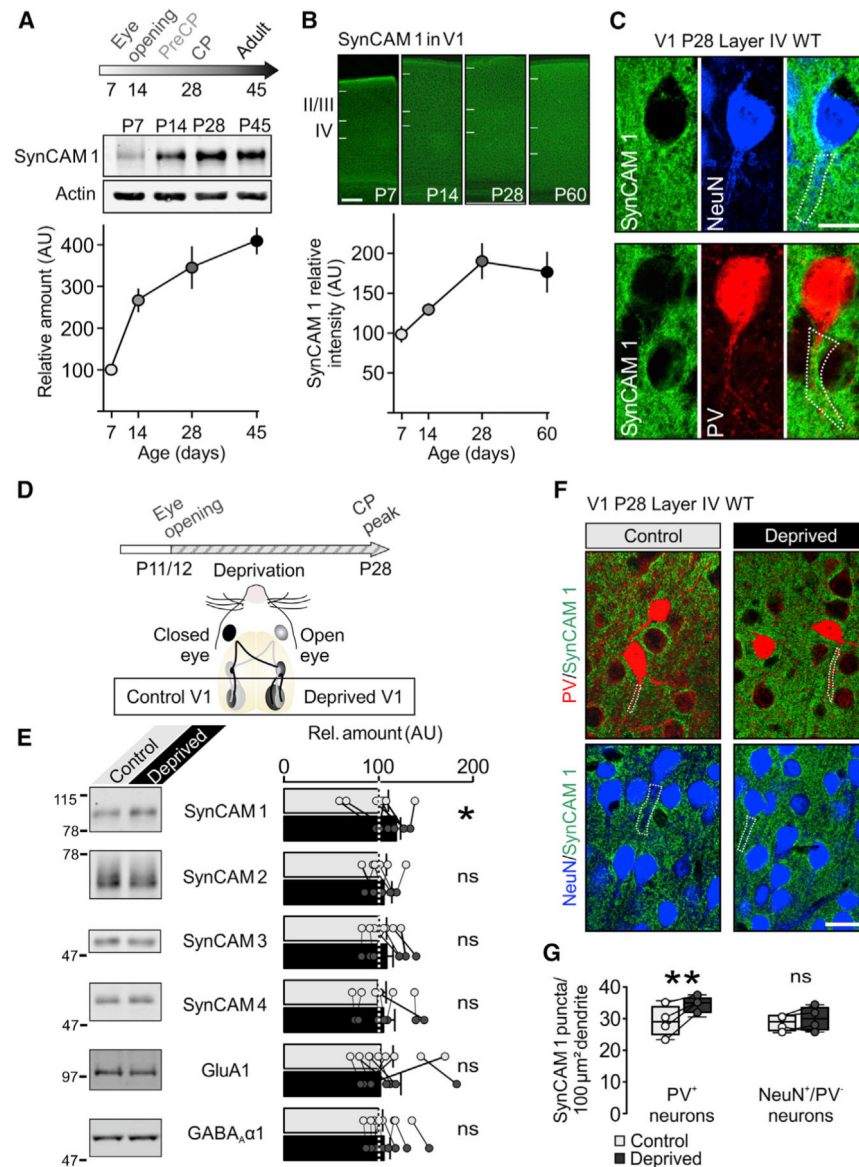 A
Eye opening
PreCP
CP
Adult
7 14 28 45
P7 P14 P28 P45
SynCAM 1
Actin
Relative amount (AU)
400
300
200
100
7 14 28 45
Age (days)
B
SynCAM 1 in V1
II/III
IV
P7 P14 P28 P60
SynCAM 1 relative
intensity (AU)
200
150
100
50
7 14 28 60
Age (days)
C
V1 P28 Layer IV WT
SynCAM 1
NeuN
SynCAM 1
PV
D
Eye
opening
CP
peak
P11/12 Deprivation P28
Closed
eye
Open
eye
Control V1 Deprived V1
E
Control
Deprived
Rel. amount (AU)
0 100 200
115
78
SynCAM 1 *
78
SynCAM 2 ns
47
SynCAM 3 ns
47
SynCAM 4 ns
97
GluA1 ns
47
GABAAα1 ns
F
V1 P28 Layer IV WT
Control Deprived
PV/SynCAM 1
NeuN/SynCAM 1
G
SynCAM 1 puncta/
100 μm² dendrite
40
30
20
10
0
** ns
PV⁺
neurons
NeuN⁺/PV⁻
neurons
Control
Deprived